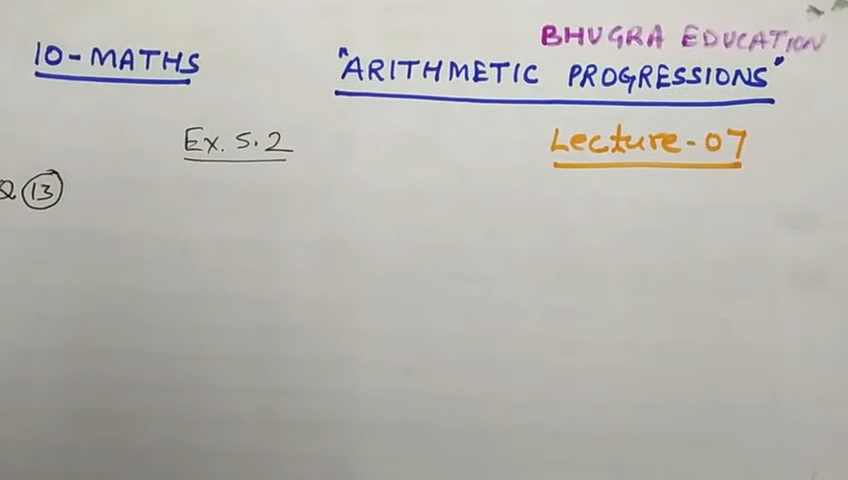 BHUGRA EDUCATION
10-MATHS "ARITHMETIC PROGRESSIONS"
Ex. 5.2 Lecture-07
Q 13